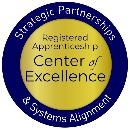 Strategic Partnerships
Registered
Apprenticeship
Center of
Excellence
& Systems Alignment